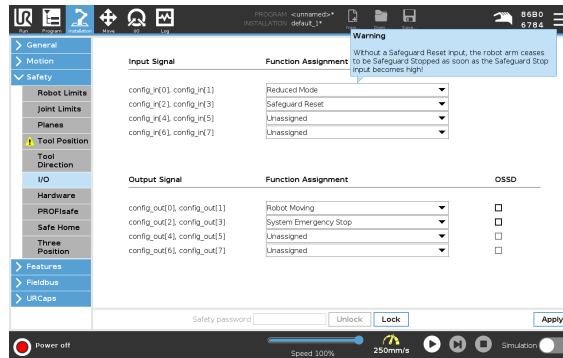 PROGRAM <unnamed>*
INSTALLATION default_1*
86B0
6784
Run Program Installation Move I/O Log
Warning
Without a Safeguard Reset input, the robot arm ceases
to be Safeguard Stopped as soon as the Safeguard Stop
input becomes high!
General
Motion
Safety
Robot Limits
Joint Limits
Planes
Tool Position
Tool
Direction
I/O
Hardware
PROFIsafe
Safe Home
Three
Position
Features
Fieldbus
URCaps
Input Signal Function Assignment
config_in[0], config_in[1] Reduced Mode
config_in[2], config_in[3] Safeguard Reset
config_in[4], config_in[5] Unassigned
config_in[6], config_in[7] Unassigned
Output Signal Function Assignment OSSD
config_out[0], config_out[1] Robot Moving
config_out[2], config_out[3] System Emergency Stop
config_out[4], config_out[5] Unassigned
config_out[6], config_out[7] Unassigned
Safety password Unlock Lock Apply
Power off
Speed 100%
250mm/s
Simulation